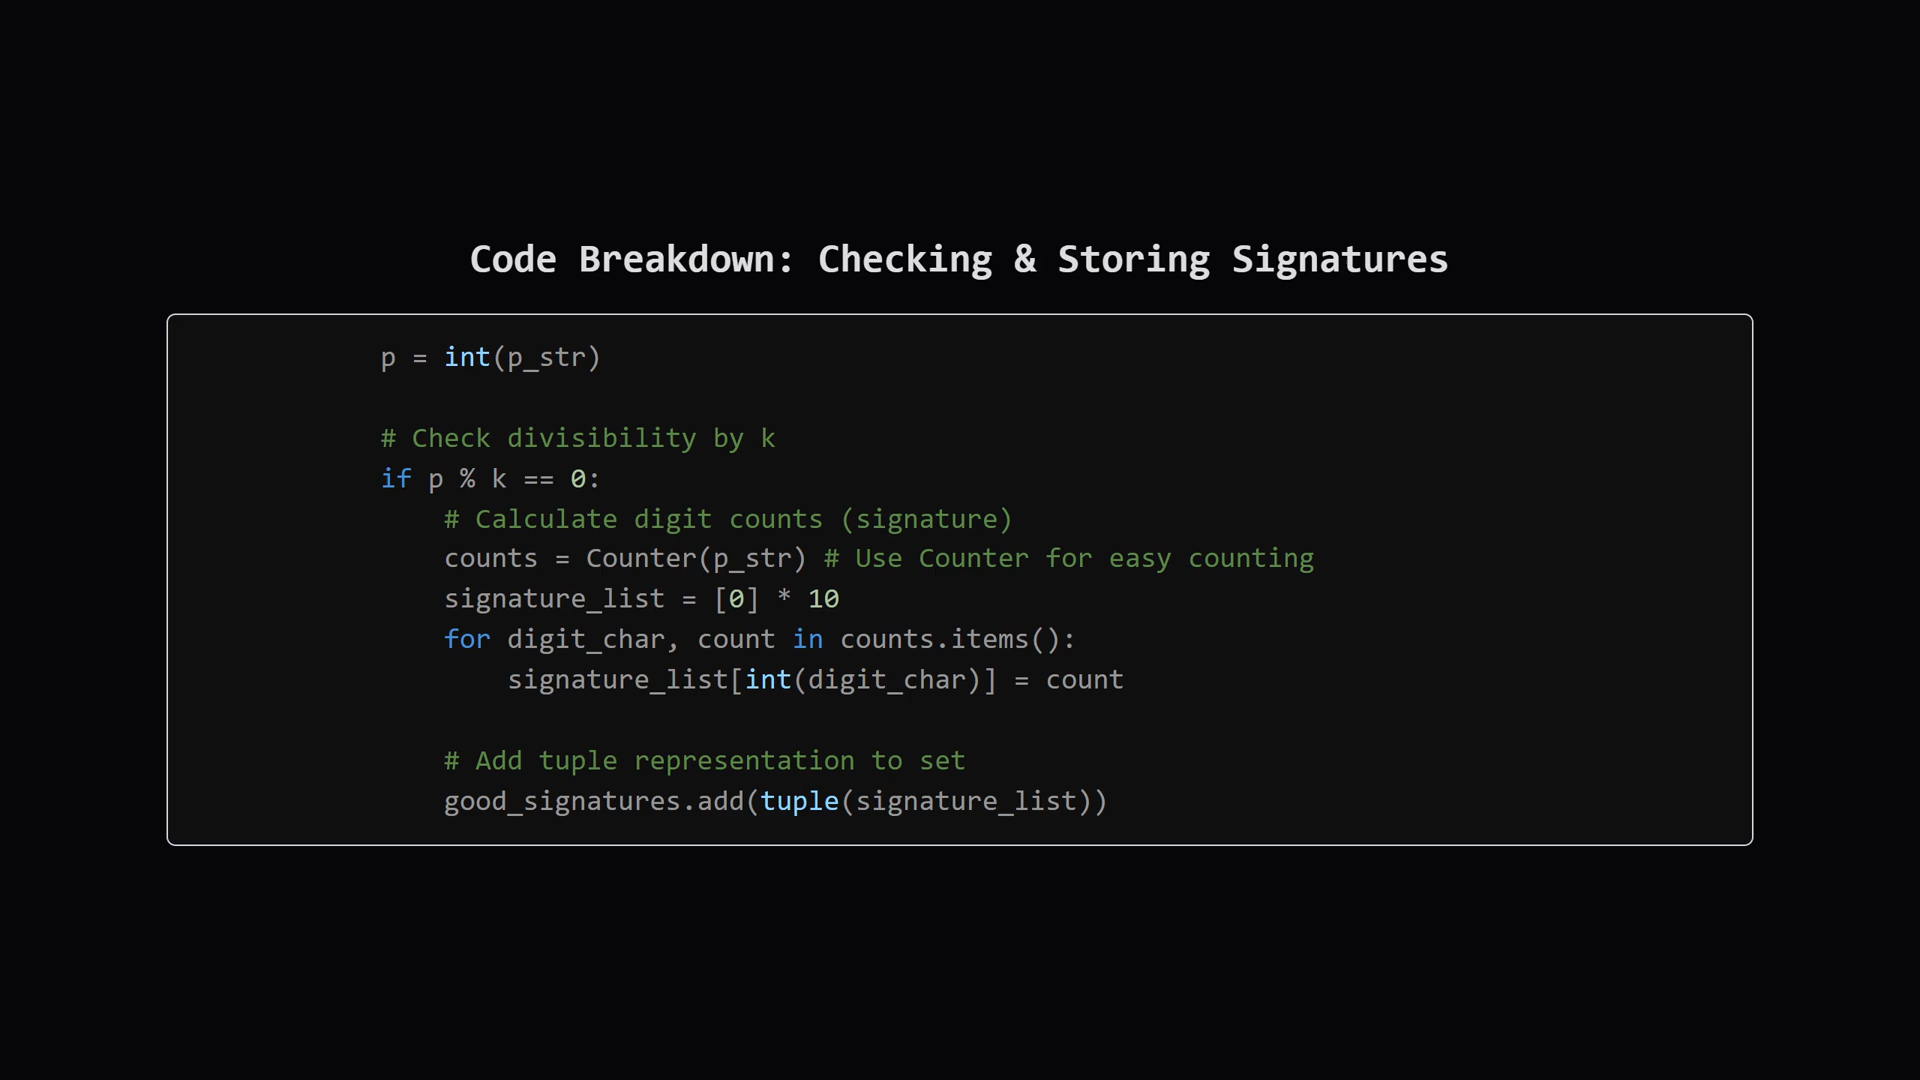 Code Breakdown: Checking & Storing Signatures
p = int(p_str)
# Check divisibility by k
if p % k == 0:
# Calculate digit counts (signature)
counts = Counter(p_str) # Use Counter for easy counting
signature_list = [0] * 10
for digit_char, count in counts.items():
signature_list[int(digit_char)] = count
# Add tuple representation to set
good_signatures.add(tuple(signature_list))